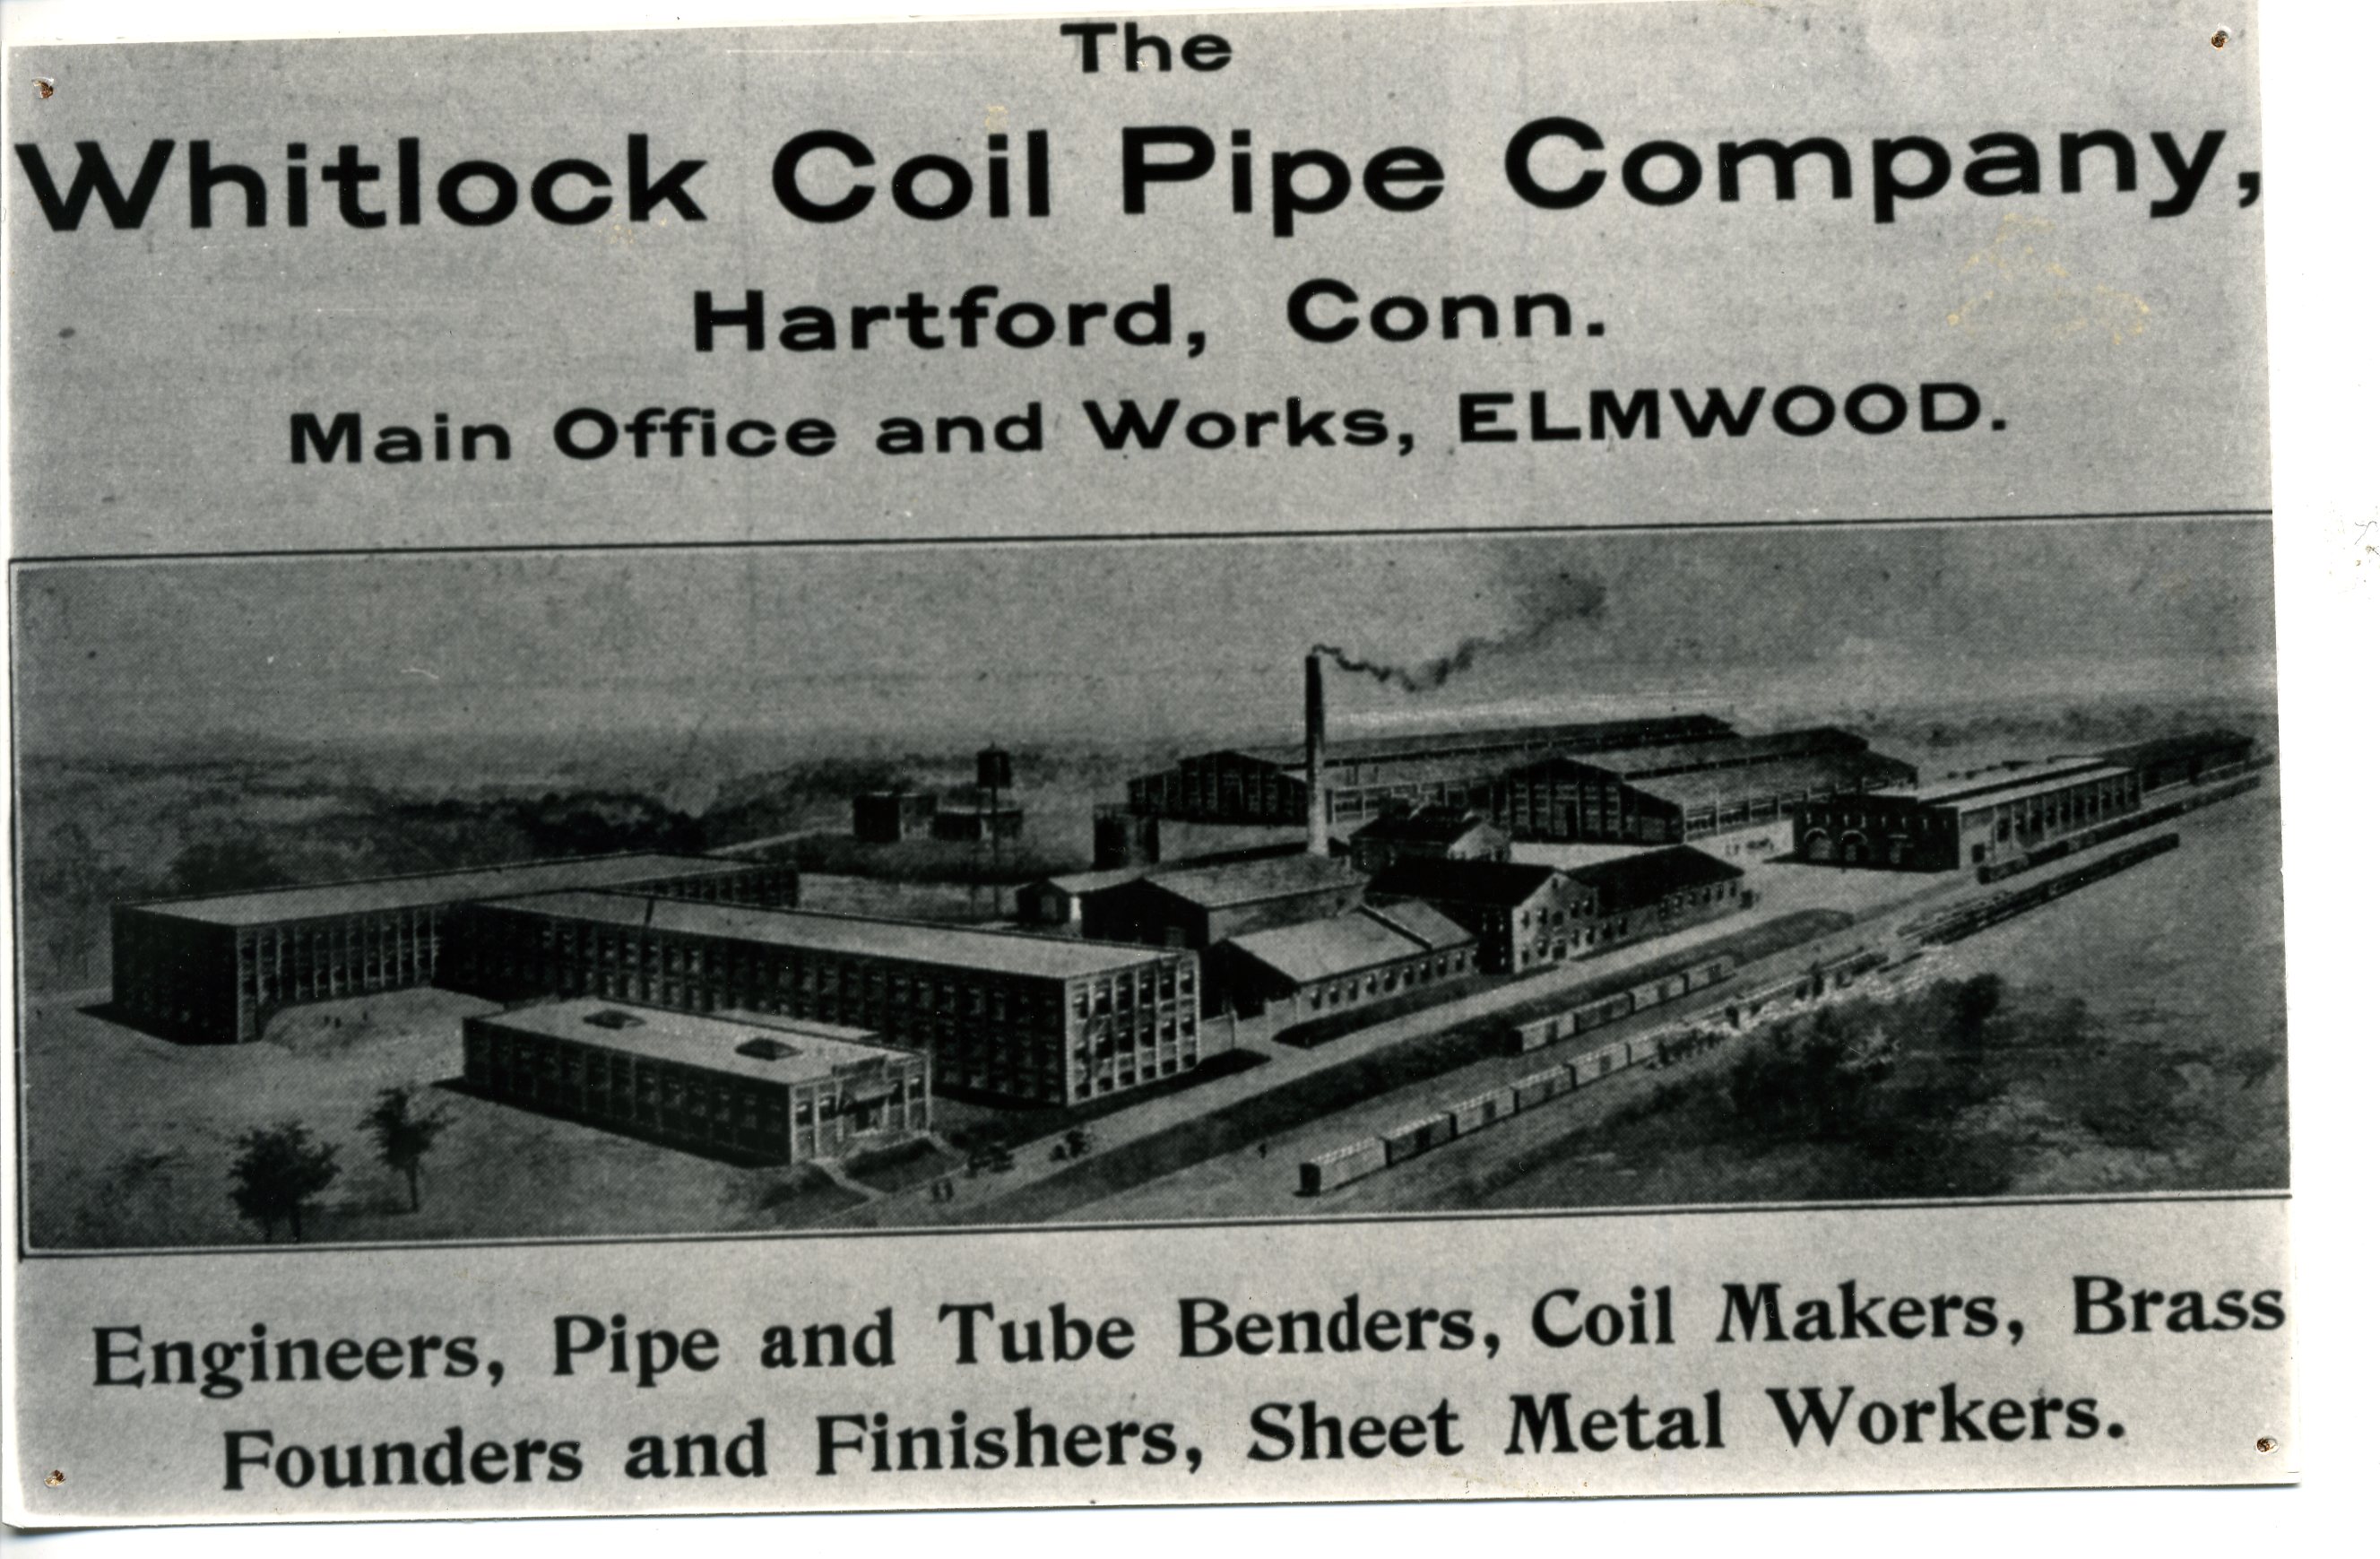 The
Whitlock Coil Pipe Company,
Hartford, Conn.
Main Office and Works, ELMWOOD.
Engineers, Pipe and Tube Benders, Coil Makers, Brass
Founders and Finishers, Sheet Metal Workers.